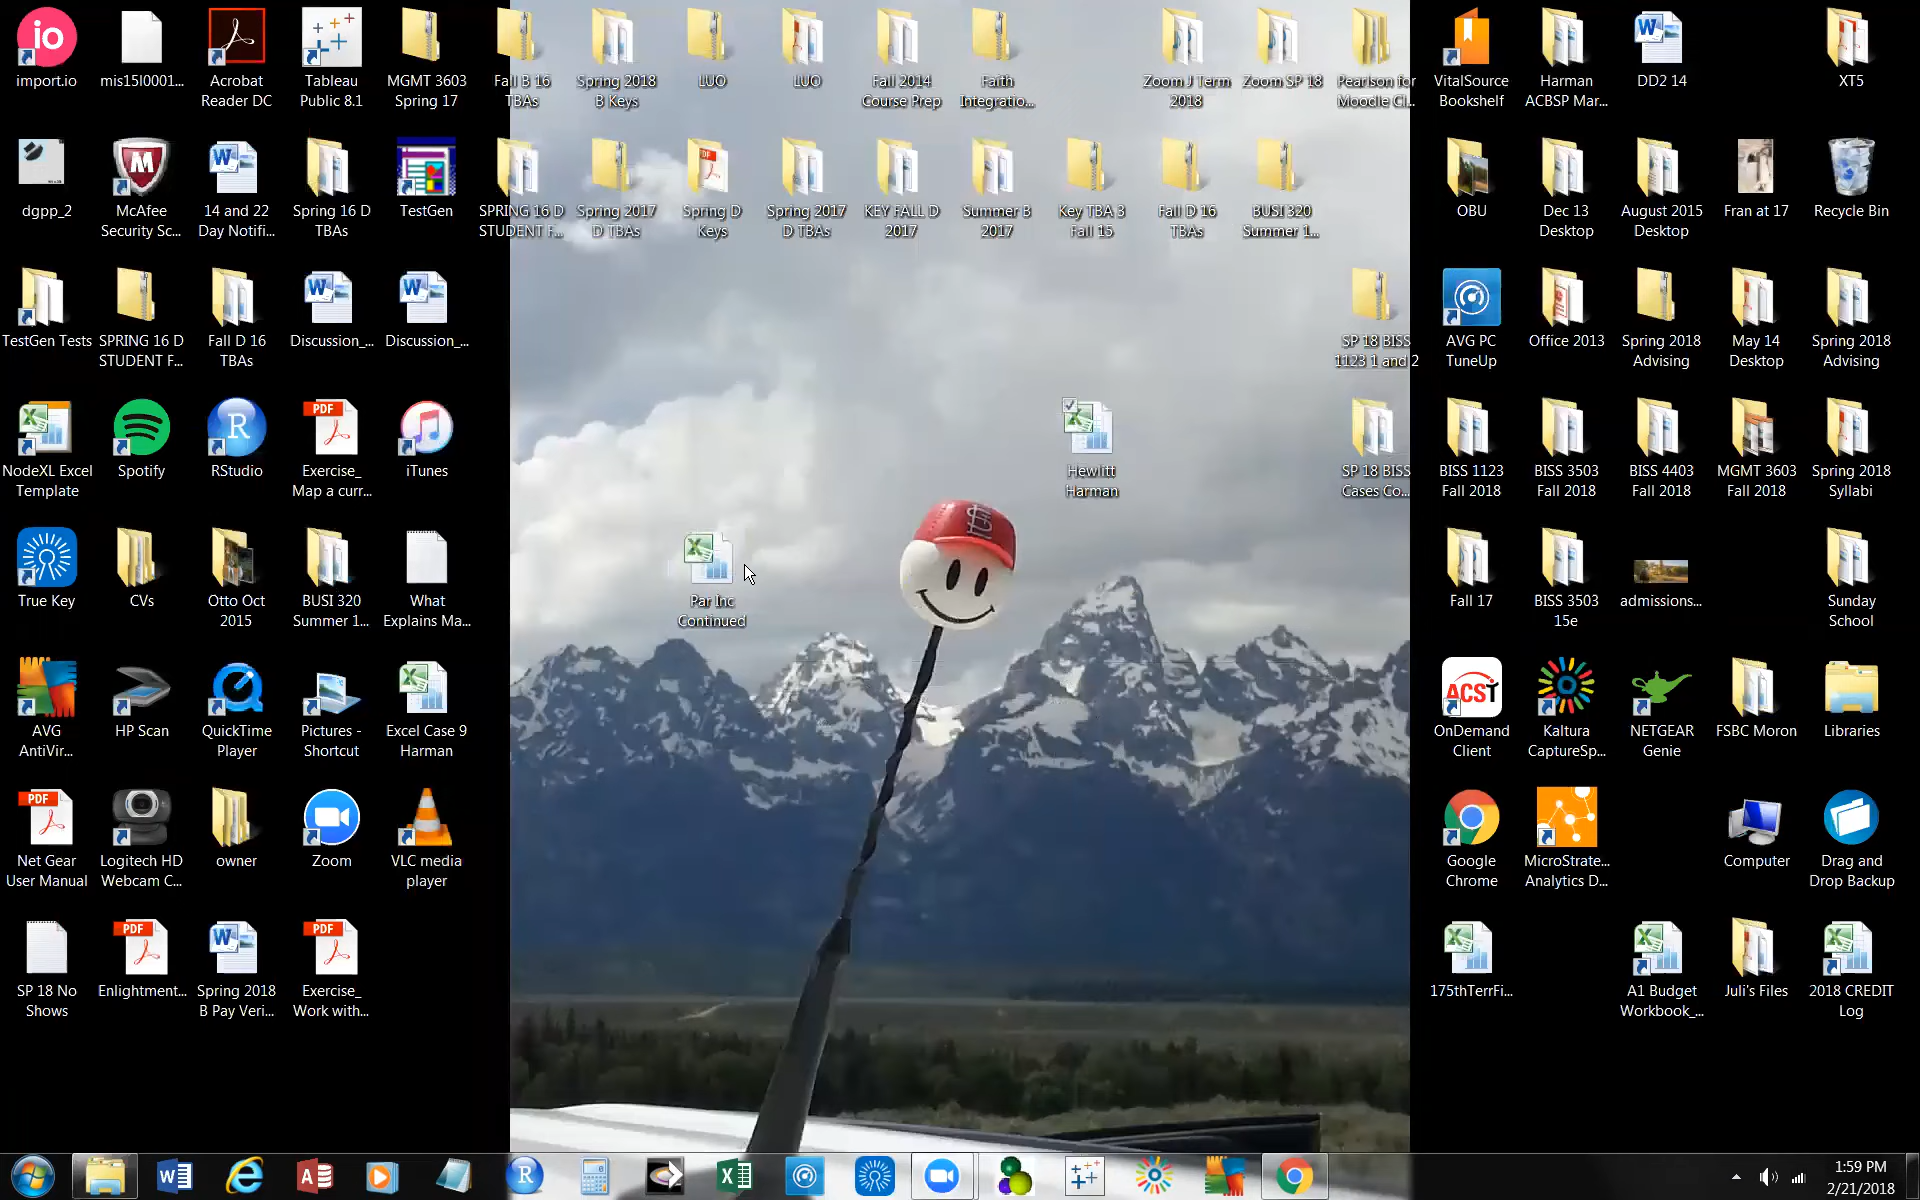 import.io
mis15l0001...
Acrobat
Reader DC
Tableau
Public 8.1
MGMT 3603
Spring 17
Fall B 16
TBAs
Spring 2018
B Keys
LUO
LUO
Fall 2014
Course Prep
Faith
Integratio...
Zoom J Term
2018
Zoom SP 18
Pearlson for
Moodle Cl...
VitalSource
Bookshelf
Harman
ACBSP Mar...
DD2 14
XT5
dgpp_2
McAfee
Security Sc...
14 and 22
Day Notifi...
Spring 16 D
TBAs
TestGen
SPRING 16 D
STUDENT F...
Spring 2017
D TBAs
Spring D
Keys
Spring 2017
D TBAs
KEY FALL D
2017
Summer B
2017
Key TBA 3
Fall 15
Fall D 16
TBAs
BUSI 320
Summer 1...
OBU
Dec 13
Desktop
August 2015
Desktop
Fran at 17
Recycle Bin
TestGen Tests
SPRING 16 D
STUDENT F...
Fall D 16
TBAs
Discussion_...
Discussion_...
SP 18 BISS
1123 1 and 2
AVG PC
TuneUp
Office 2013
Spring 2018
Advising
May 14
Desktop
Spring 2018
Advising
NodeXL Excel
Template
Spotify
RStudio
Exercise_
Map a curr...
iTunes
Hewlitt
Harman
SP 18 BISS
Cases Co...
BISS 1123
Fall 2018
BISS 3503
Fall 2018
BISS 4403
Fall 2018
MGMT 3603
Fall 2018
Spring 2018
Syllabi
True Key
CVs
Otto Oct
2015
BUSI 320
Summer 1...
What
Explains Ma...
Par Inc
Continued
Fall 17
BISS 3503
15e
admissions...
Sunday
School
AVG
AntiVir...
HP Scan
QuickTime
Player
Pictures -
Shortcut
Excel Case 9
Harman
ACST
OnDemand
Client
Kaltura
CaptureSp...
NETGEAR
Genie
FSBC Moron
Libraries
Net Gear
User Manual
Logitech HD
Webcam C...
owner
Zoom
VLC media
player
Google
Chrome
MicroStrate...
Analytics D...
Computer
Drag and
Drop Backup
SP 18 No
Shows
Enlightment...
Spring 2018
B Pay Veri...
Exercise_
Work with...
175thTerrFi...
A1 Budget
Workbook_...
Juli's Files
2018 CREDIT
Log
1:59 PM
2/21/2018